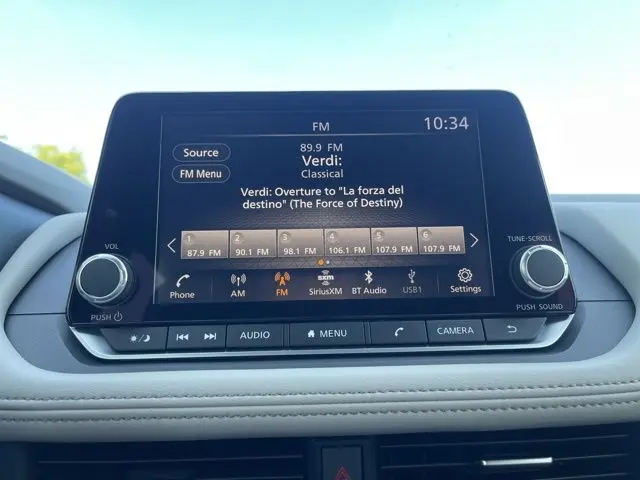 FM
10:34
Source
FM Menu
89.9 FM
Verdi:
Classical
Verdi: Overture to "La forza del
destino" (The Force of Destiny)
1 2 3 4 5 6
87.9 FM 90.1 FM 98.1 FM 106.1 FM 107.9 FM 107.9 FM
Phone AM FM sxm SiriusXM BT Audio USB1 Settings
VOL
PUSH
TUNE·SCROLL
PUSH SOUND
AUDIO MENU CAMERA